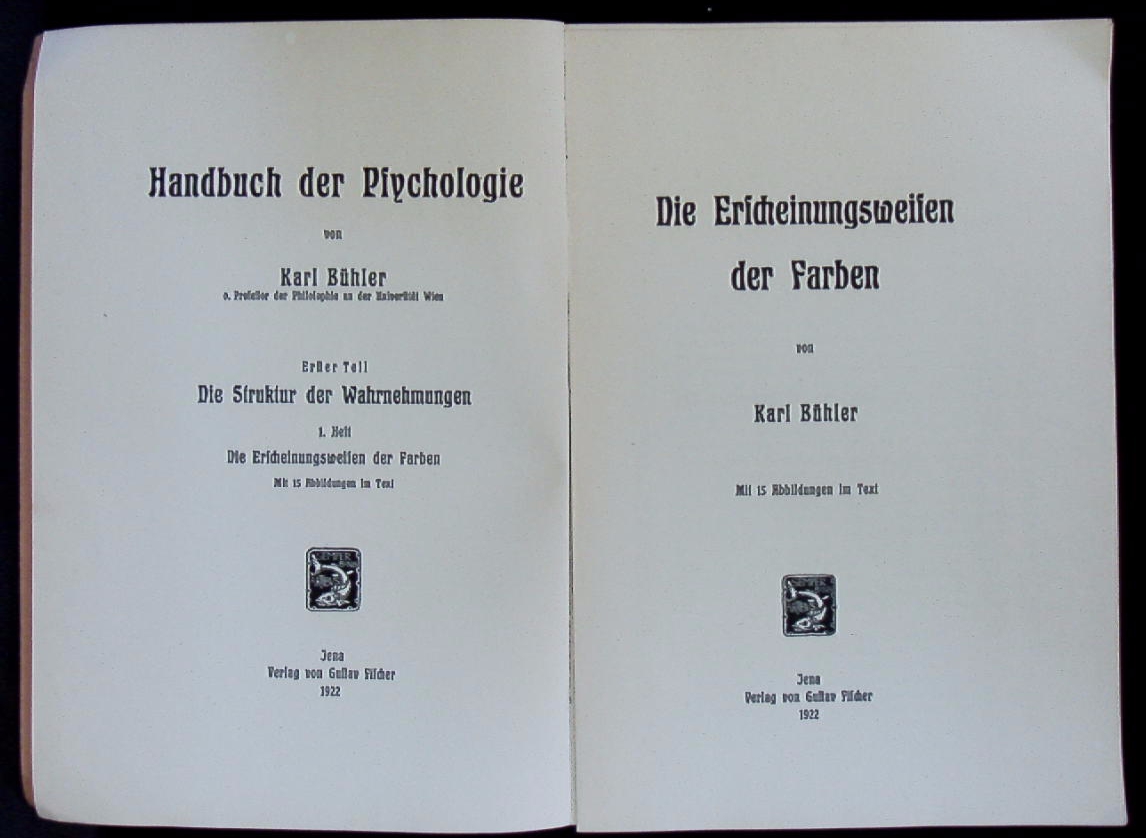 Handbuch der Pſychologie
von
Karl Bühler
o. Profeſſor der Philoſophie an der Univerſität Wien
Erſter Teil
Die Struktur der Wahrnehmungen
1. Heft
Die Erſcheinungsweiſen der Farben
Mit 15 Abbildungen im Text
SEMPER
Jena
Verlag von Guſtav Fiſcher
1922
Die Erſcheinungsweiſen
der Farben
von
Karl Bühler
Mit 15 Abbildungen im Text
SEMPER
Jena
Verlag von Guſtav Fiſcher
1922